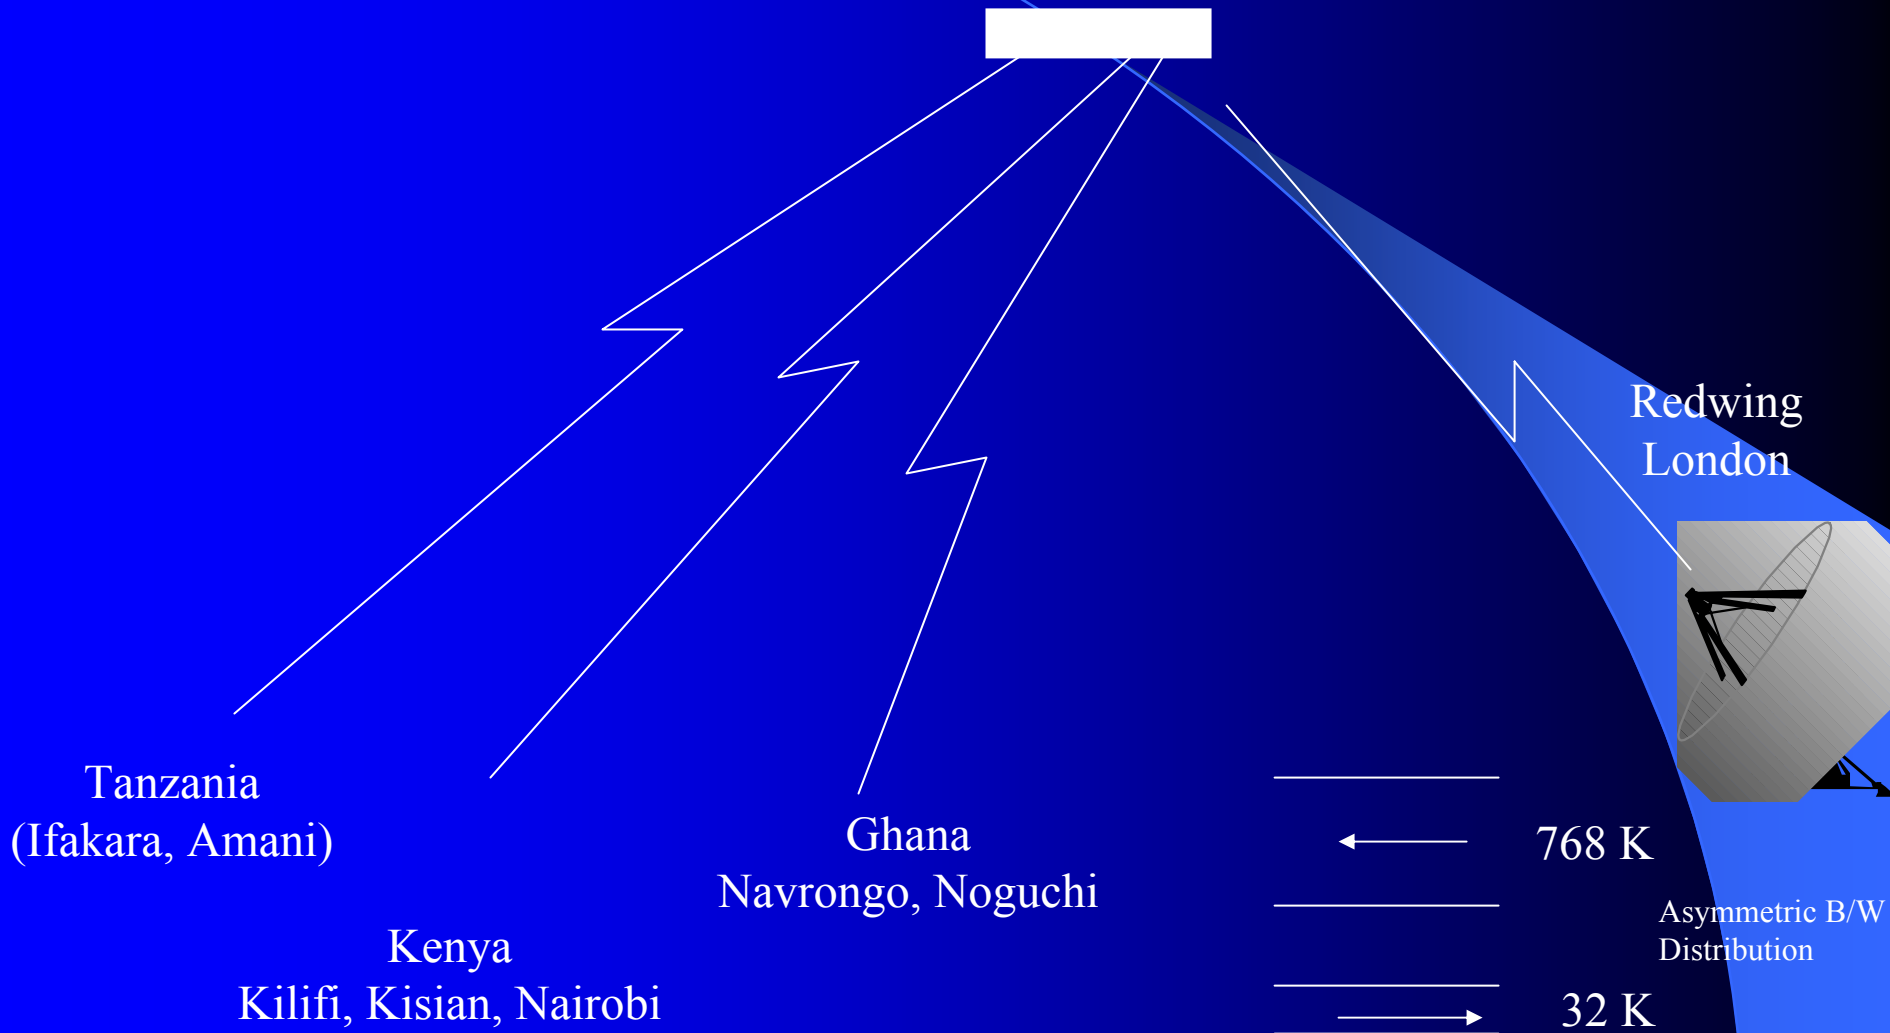 Redwing
London
Tanzania
(Ifakara, Amani)
Ghana
Navrongo, Noguchi
Kenya
Kilifi, Kisian, Nairobi
768 K
Asymmetric B/W
Distribution
32 K